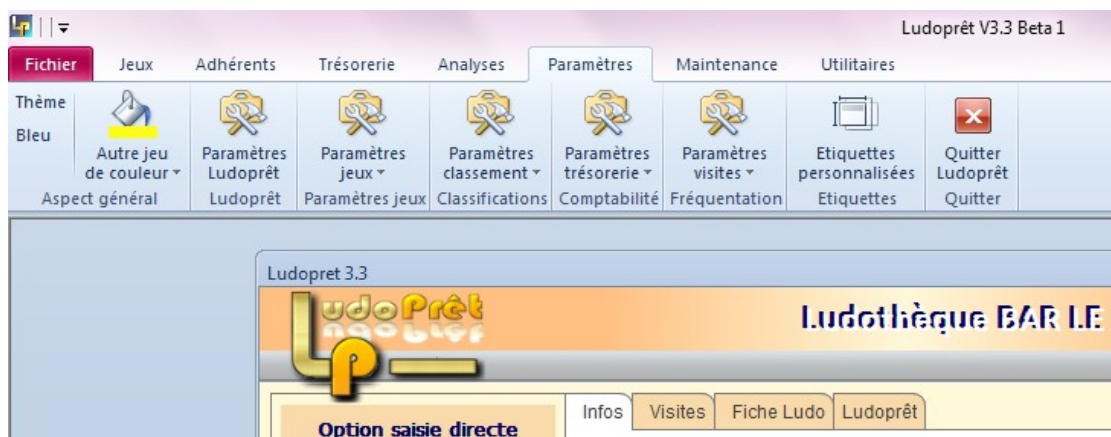 Ludoprêt V3.3 Beta 1
Fichier Jeux Adhérents Trésorerie Analyses Paramètres Maintenance Utilitaires
Thème
Bleu
Autre jeu de couleur
Paramètres Ludoprêt
Paramètres jeux
Paramètres classement
Paramètres trésorerie
Paramètres visites
Etiquettes personnalisées
Quitter Ludoprêt
Aspect général Ludoprêt Paramètres jeux Classifications Comptabilité Fréquentation Etiquettes Quitter
Ludopret 3.3
LudoPrêt
Ludothèque BAR LE
LP
Infos Visites Fiche Ludo Ludoprêt
Option saisie directe